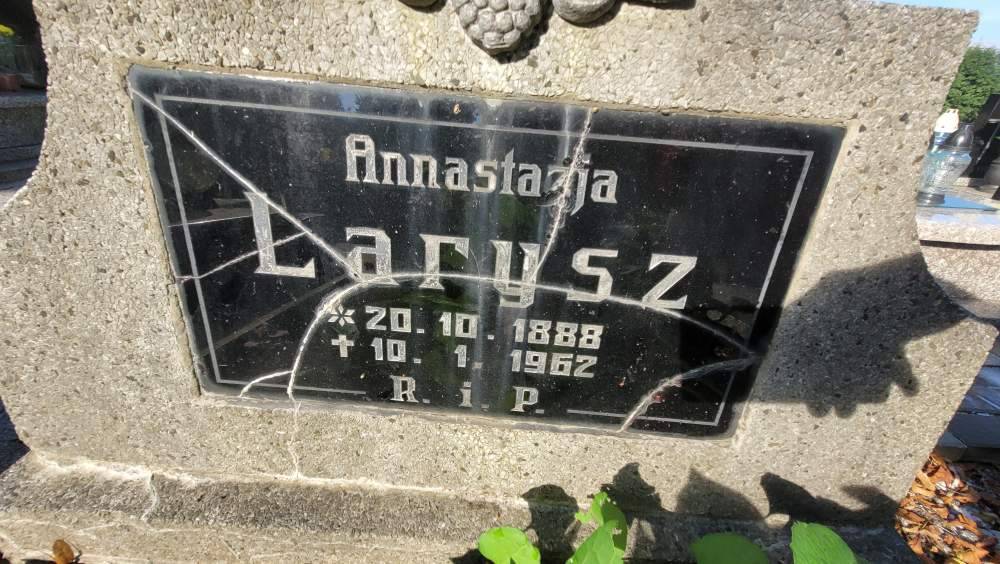 Annastazja
Larysz
* 20. 10. 1888
+ 10. 1. 1962
R. i. P.